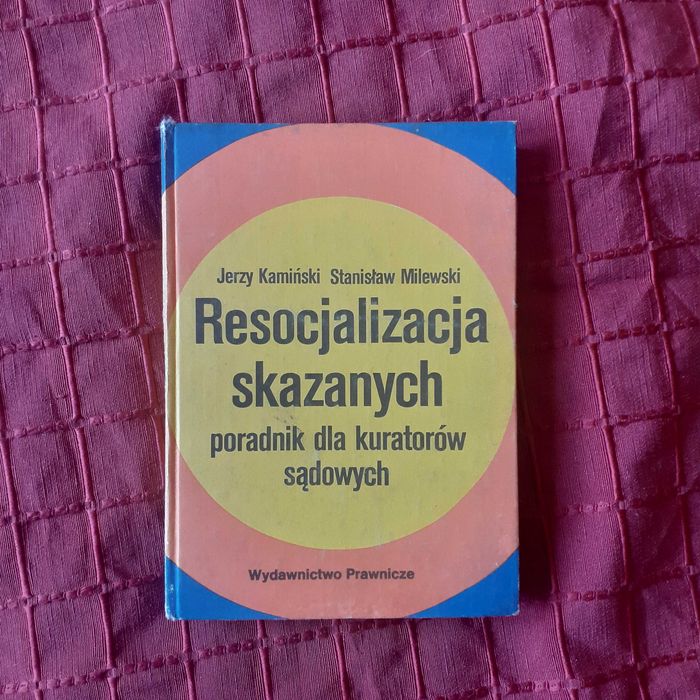 Jerzy Kamiński Stanisław Milewski
Resocjalizacja
skazanych
poradnik dla kuratorów
sądowych
Wydawnictwo Prawnicze